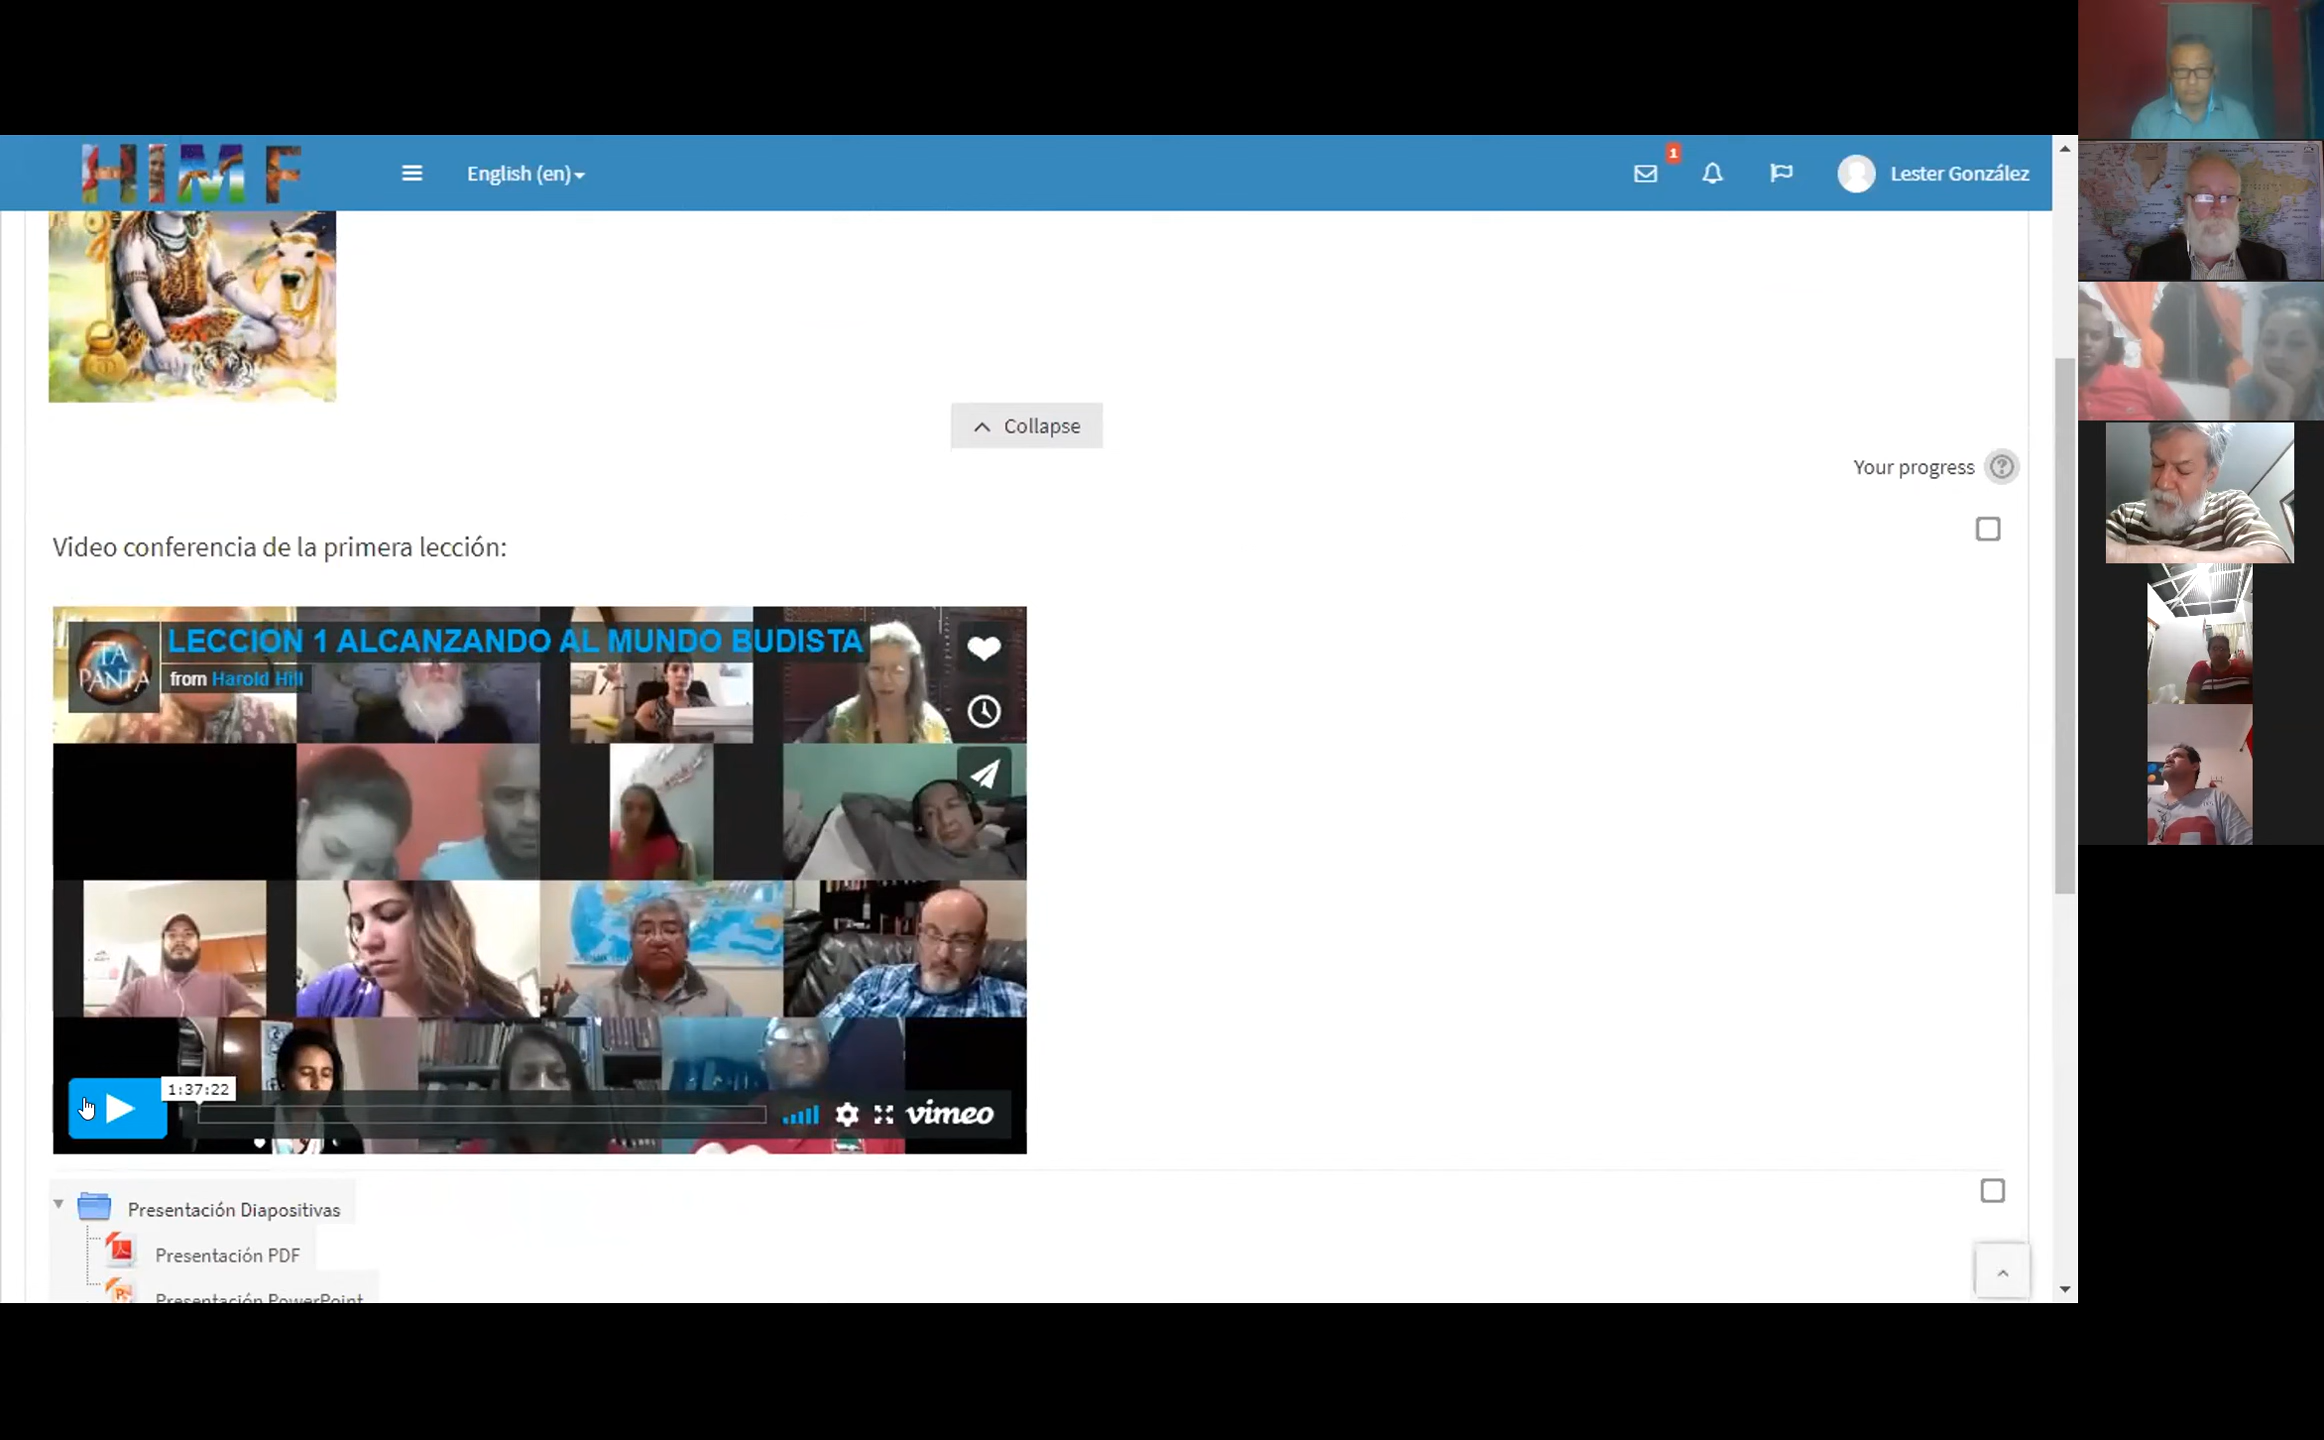 HIMF
English (en)
1
Lester González
Collapse
Your progress
?
Video conferencia de la primera lección:
TA
PANTA
LECCION 1 ALCANZANDO AL MUNDO BUDISTA
from Harold Hill
1:37:22
vimeo
Presentación Diapositivas
Presentación PDF
Presentación PowerPoint